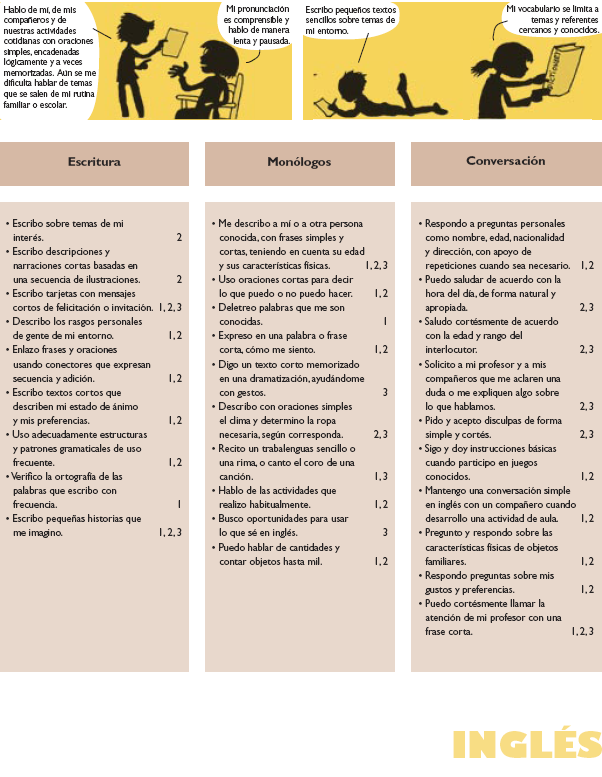 Hablo de mí, de mis
compañeros y de
nuestras actividades
cotidianas con oraciones
simples, encadenadas
lógicamente y a veces
memorizadas. Aún se me
dificulta hablar de temas
que se salen de mi rutina
familiar o escolar.
Mi pronunciación
es comprensible y
hablo de manera
lenta y pausada.
Escribo pequeños textos
sencillos sobre temas de
mi entorno.
Mi vocabulario se limita a
temas y referentes
cercanos y conocidos.
DICTIONARY
Escritura
• Escribo sobre temas de mi
interés. 2
• Escribo descripciones y
narraciones cortas basadas en
una secuencia de ilustraciones. 2
• Escribo tarjetas con mensajes
cortos de felicitación o invitación. 1, 2, 3
• Describo los rasgos personales
de gente de mi entorno. 1, 2
• Enlazo frases y oraciones
usando conectores que expresan
secuencia y adición. 1, 2
• Escribo textos cortos que
describen mi estado de ánimo
y mis preferencias. 1, 2
• Uso adecuadamente estructuras
y patrones gramaticales de uso
frecuente. 1, 2
• Verifico la ortografía de las
palabras que escribo con
frecuencia. 1
• Escribo pequeñas historias que
me imagino. 1, 2, 3
Monólogos
• Me describo a mí o a otra persona
conocida, con frases simples y
cortas, teniendo en cuenta su edad
y sus características físicas. 1, 2, 3
• Uso oraciones cortas para decir
lo que puedo o no puedo hacer. 1, 2
• Deletreo palabras que me son
conocidas. 1
• Expreso en una palabra o frase
corta, cómo me siento. 1, 2
• Digo un texto corto memorizado
en una dramatización, ayudándome
con gestos. 3
• Describo con oraciones simples
el clima y determino la ropa
necesaria, según corresponda. 2, 3
• Recito un trabalenguas sencillo o
una rima, o canto el coro de una
canción. 1, 3
• Hablo de las actividades que
realizo habitualmente. 1, 2
• Busco oportunidades para usar
lo que sé en inglés. 3
• Puedo hablar de cantidades y
contar objetos hasta mil. 1, 2
Conversación
• Respondo a preguntas personales
como nombre, edad, nacionalidad
y dirección, con apoyo de
repeticiones cuando sea necesario. 1, 2
• Puedo saludar de acuerdo con la
hora del día, de forma natural y
apropiada. 2, 3
• Saludo cortésmente de acuerdo
con la edad y rango del
interlocutor. 2, 3
• Solicito a mi profesor y a mis
compañeros que me aclaren una
duda o me expliquen algo sobre
lo que hablamos. 2, 3
• Pido y acepto disculpas de forma
simple y cortés. 2, 3
• Sigo y doy instrucciones básicas
cuando participo en juegos
conocidos. 1, 2
• Mantengo una conversación simple
en inglés con un compañero cuando
desarrollo una actividad de aula. 1, 2
• Pregunto y respondo sobre las
características físicas de objetos
familiares. 1, 2
• Respondo preguntas sobre mis
gustos y preferencias. 1, 2
• Puedo cortésmente llamar la
atención de mi profesor con una
frase corta. 1, 2, 3
INGLÉS